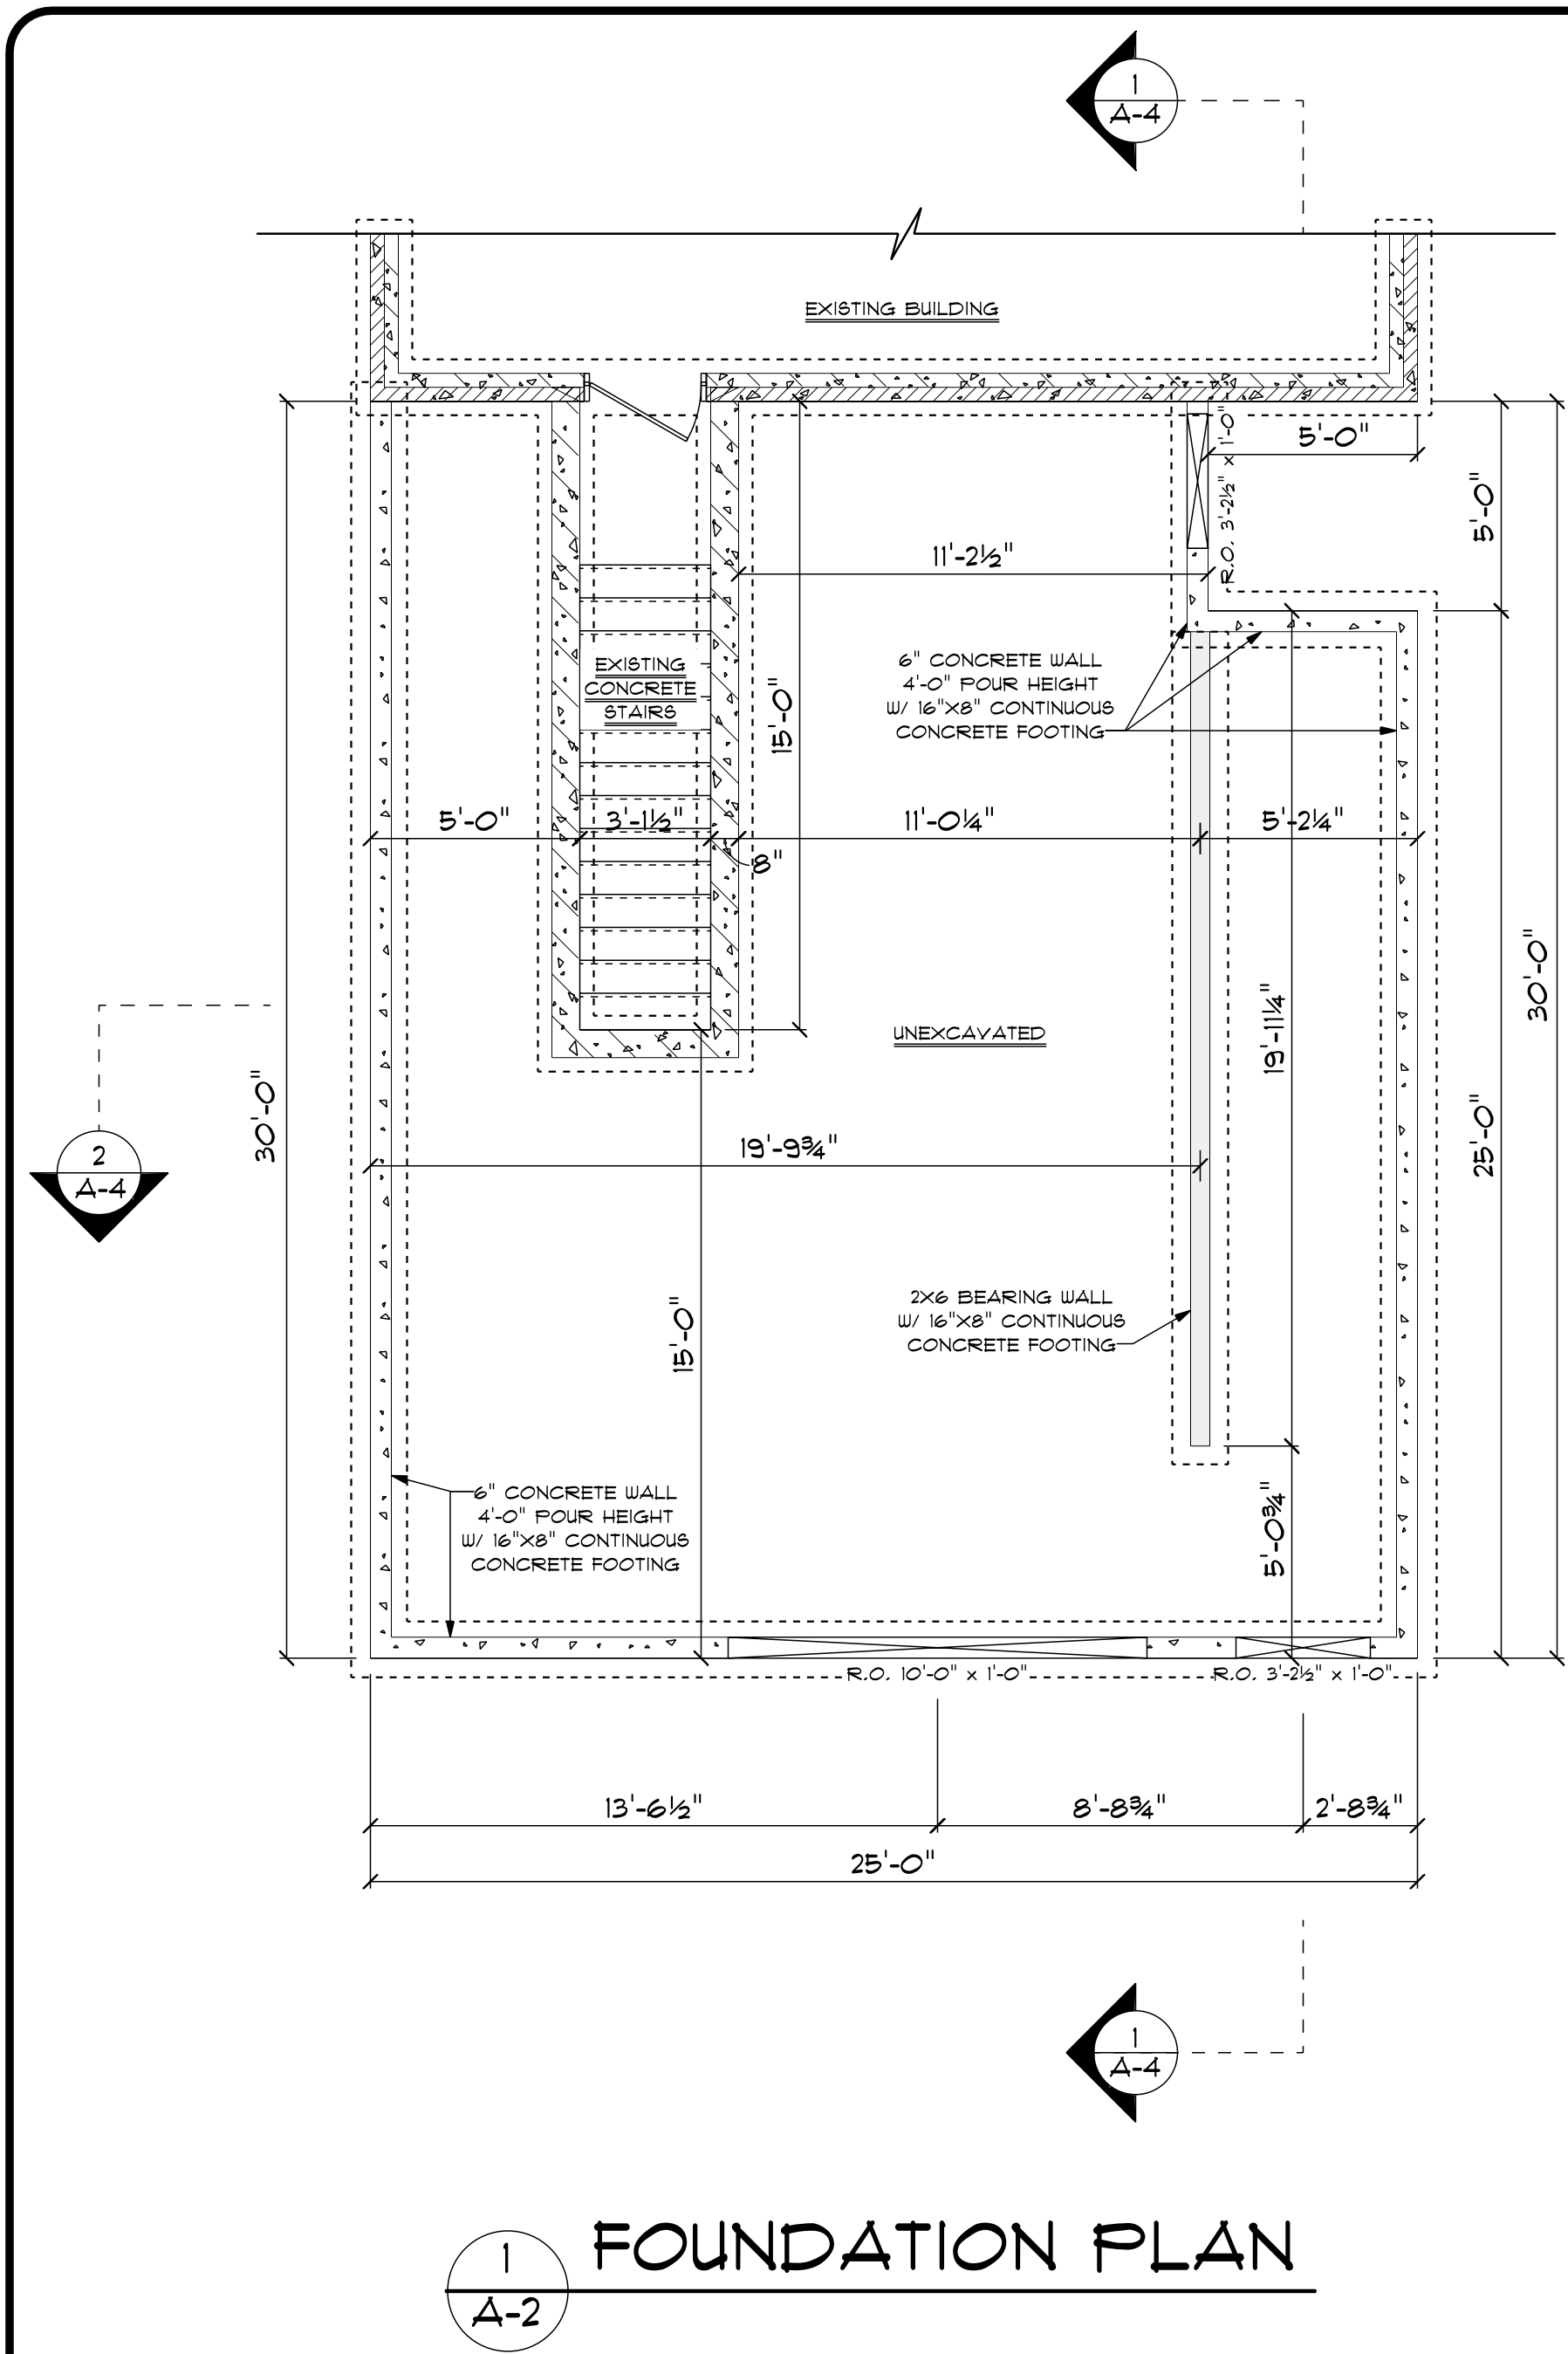 1
A-4
EXISTING BUILDING
5'-0"
R.O. 3'-2½" x 1'-0"
5'-0"
11'-2½"
EXISTING
CONCRETE
STAIRS
6" CONCRETE WALL
4'-0" POUR HEIGHT
W/ 16"X8" CONTINUOUS
CONCRETE FOOTING
15'-0"
5'-0"
3'-1½"
8"
11'-0¼"
5'-2¼"
30'-0"
UNEXCAVATED
19'-11¼"
30'-0"
25'-0"
2
A-4
19'-9¾"
15'-0"
2X6 BEARING WALL
W/ 16"X8" CONTINUOUS
CONCRETE FOOTING
6" CONCRETE WALL
4'-0" POUR HEIGHT
W/ 16"X8" CONTINUOUS
CONCRETE FOOTING
5'-0¾"
R.O. 10'-0" x 1'-0"
R.O. 3'-2½" x 1'-0"
13'-6½"
8'-8¾"
2'-8¾"
25'-0"
1
A-4
1
A-2
FOUNDATION PLAN